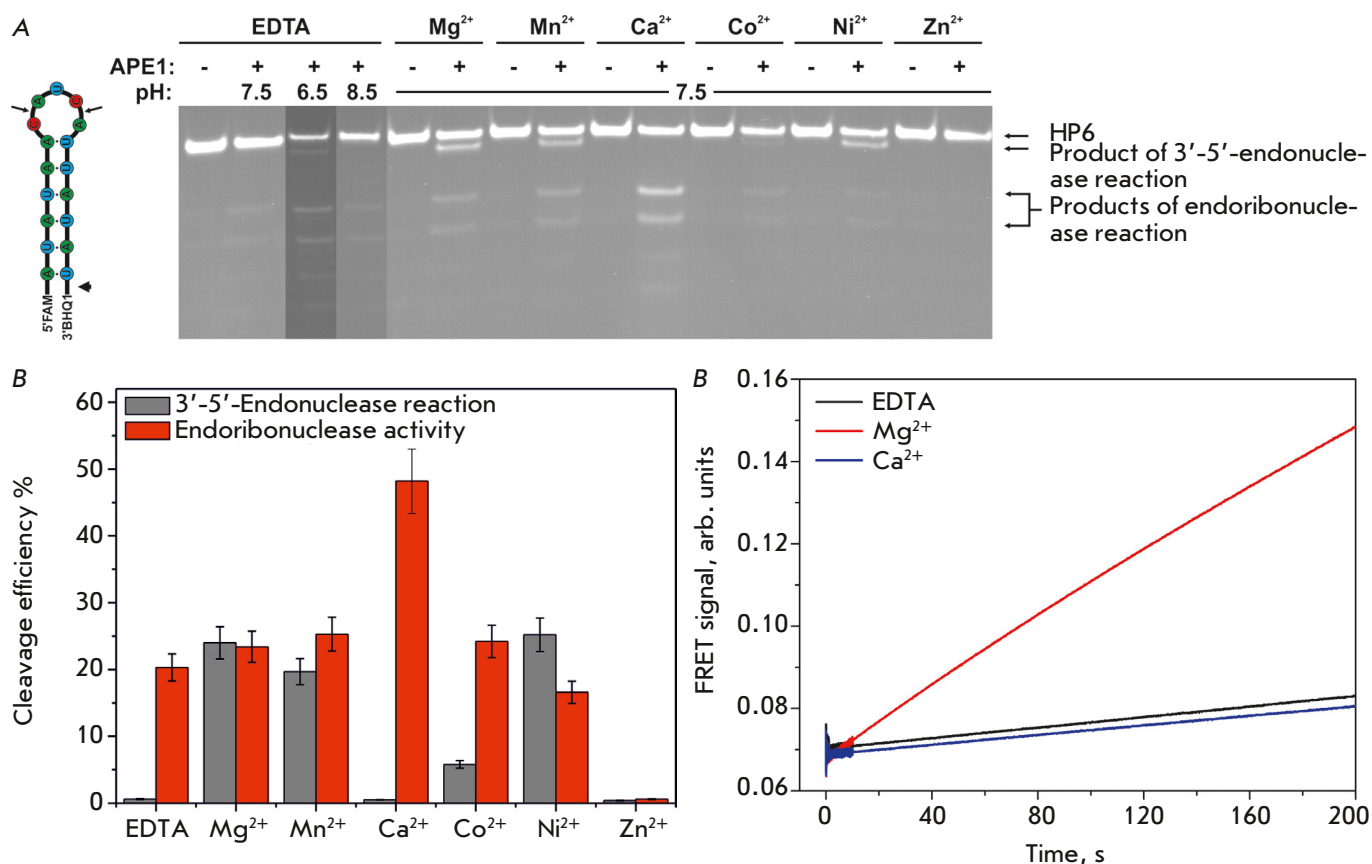 A
EDTA Mg²⁺ Mn²⁺ Ca²⁺ Co²⁺ Ni²⁺ Zn²⁺
APE1: - + + + - + - + - + - + - + - +
pH: 7.5 6.5 8.5 7.5
C A U C A
A A U A U A
U U A U A U
5'FAM
3'BHQ1
HP6
Product of 3′-5′-endonucle-
ase reaction
Products of endoribonucle-
ase reaction
B
Cleavage efficiency %
60
50
40
30
20
10
0
3′-5′-Endonuclease reaction
Endoribonuclease activity
EDTA Mg²⁺ Mn²⁺ Ca²⁺ Co²⁺ Ni²⁺ Zn²⁺
B
FRET signal, arb. units
0.16
0.14
0.12
0.10
0.08
0.06
EDTA
Mg²⁺
Ca²⁺
0 40 80 120 160 200
Time, s